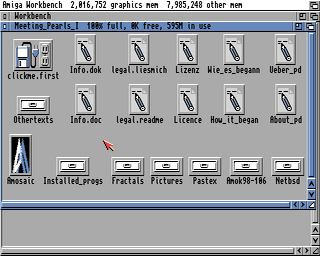 Amiga Workbench  2,016,752 graphics mem  7,985,248 other mem
Workbench
Meeting_Pearls_I  100% full, 0K free, 595M in use
clickme.first Info.dok legal.liesmich Lizenz Wie_es_begann Ueber_pd
Othertexts Info.doc legal.readme Licence How_it_began About_pd
Amosaic Installed_progs Fractals Pictures Pastex Amok98-106 Netbsd